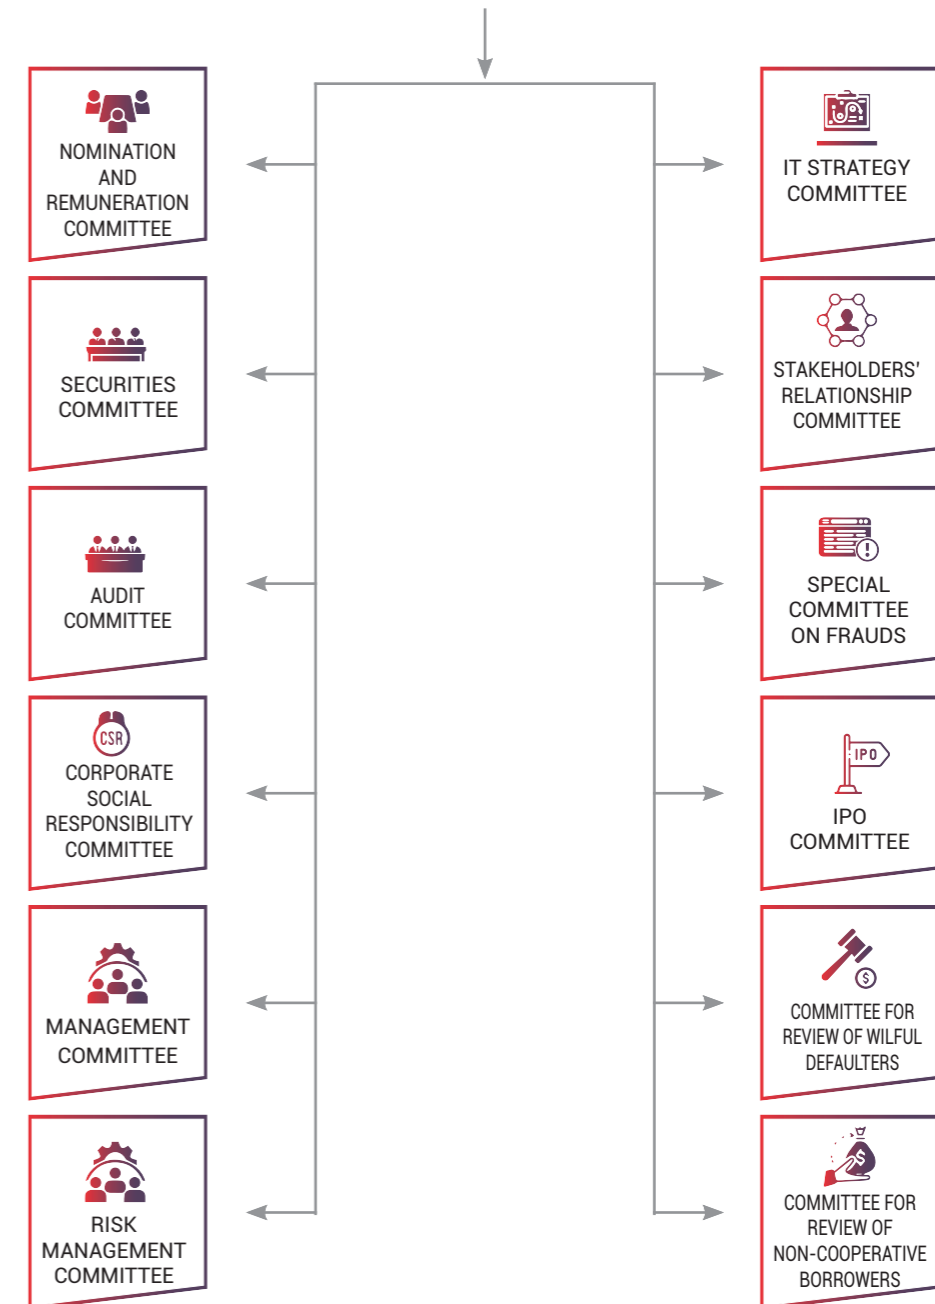 NOMINATION
AND
REMUNERATION
COMMITTEE
SECURITIES
COMMITTEE
AUDIT
COMMITTEE
CSR
CORPORATE
SOCIAL
RESPONSIBILITY
COMMITTEE
MANAGEMENT
COMMITTEE
RISK
MANAGEMENT
COMMITTEE
IT STRATEGY
COMMITTEE
STAKEHOLDERS'
RELATIONSHIP
COMMITTEE
SPECIAL
COMMITTEE
ON FRAUDS
IPO
IPO
COMMITTEE
$
COMMITTEE FOR
REVIEW OF WILFUL
DEFAULTERS
$
COMMITTEE FOR
REVIEW OF
NON-COOPERATIVE
BORROWERS